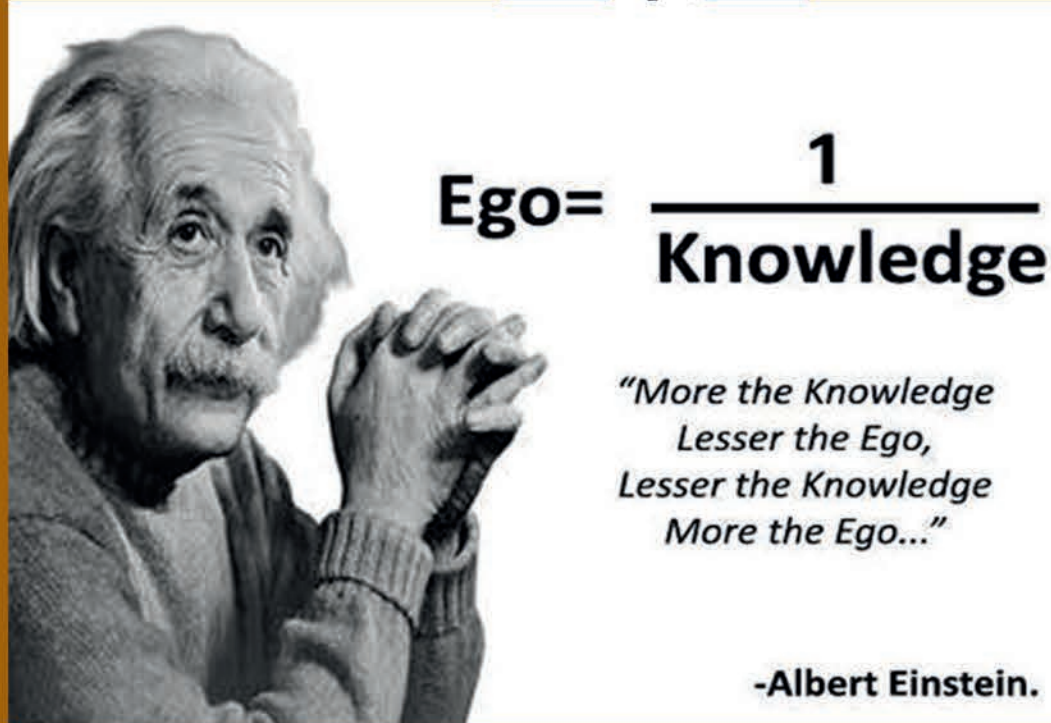 Ego=
1
Knowledge
“More the Knowledge
Lesser the Ego,
Lesser the Knowledge
More the Ego...”
-Albert Einstein.